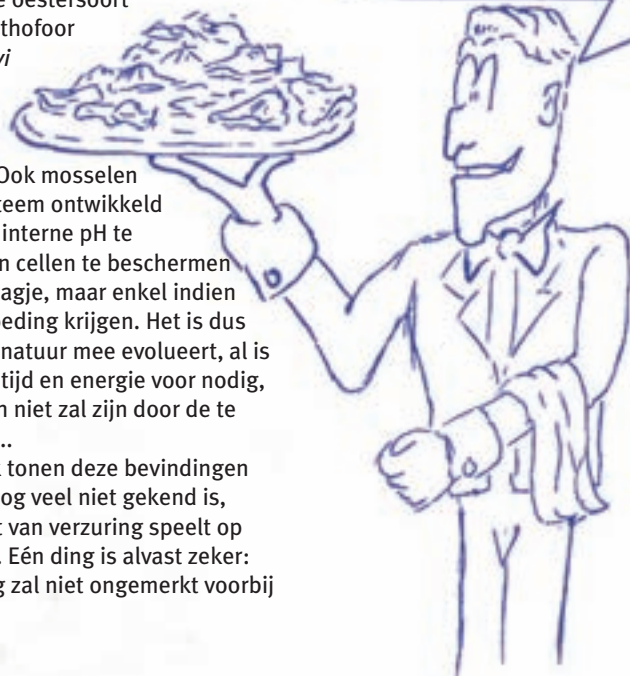 oestersoort
thofoor
vi
Ook mosselen
teem ontwikkeld
interne pH te
n cellen te beschermen
agje, maar enkel indien
eding krijgen. Het is dus
natuur mee evolueert, al is
tijd en energie voor nodig,
n niet zal zijn door de te
..
k tonen deze bevindingen
og veel niet gekend is,
t van verzuring speelt op
. Eén ding is alvast zeker:
g zal niet ongemerkt voorbij